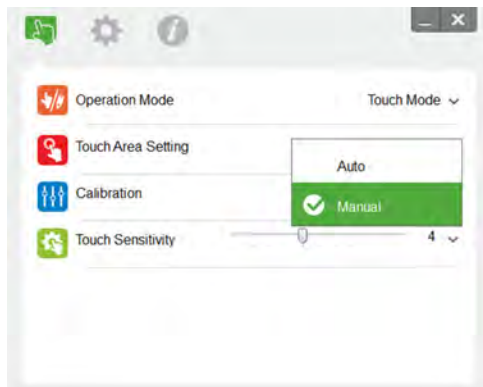 Operation Mode Touch Mode
Touch Area Setting
Auto
Calibration
Manual
Touch Sensitivity 4